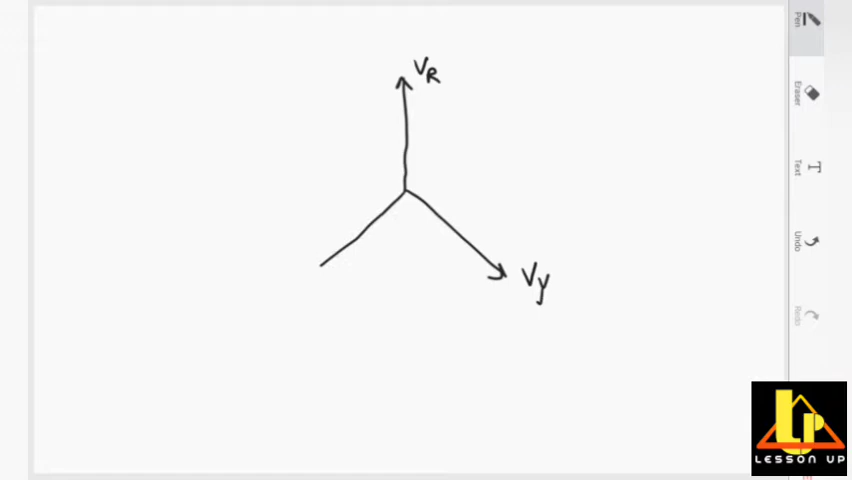 VR
Vy
Pen
Eraser
Text
T
Undo
Redo
LESSON UP